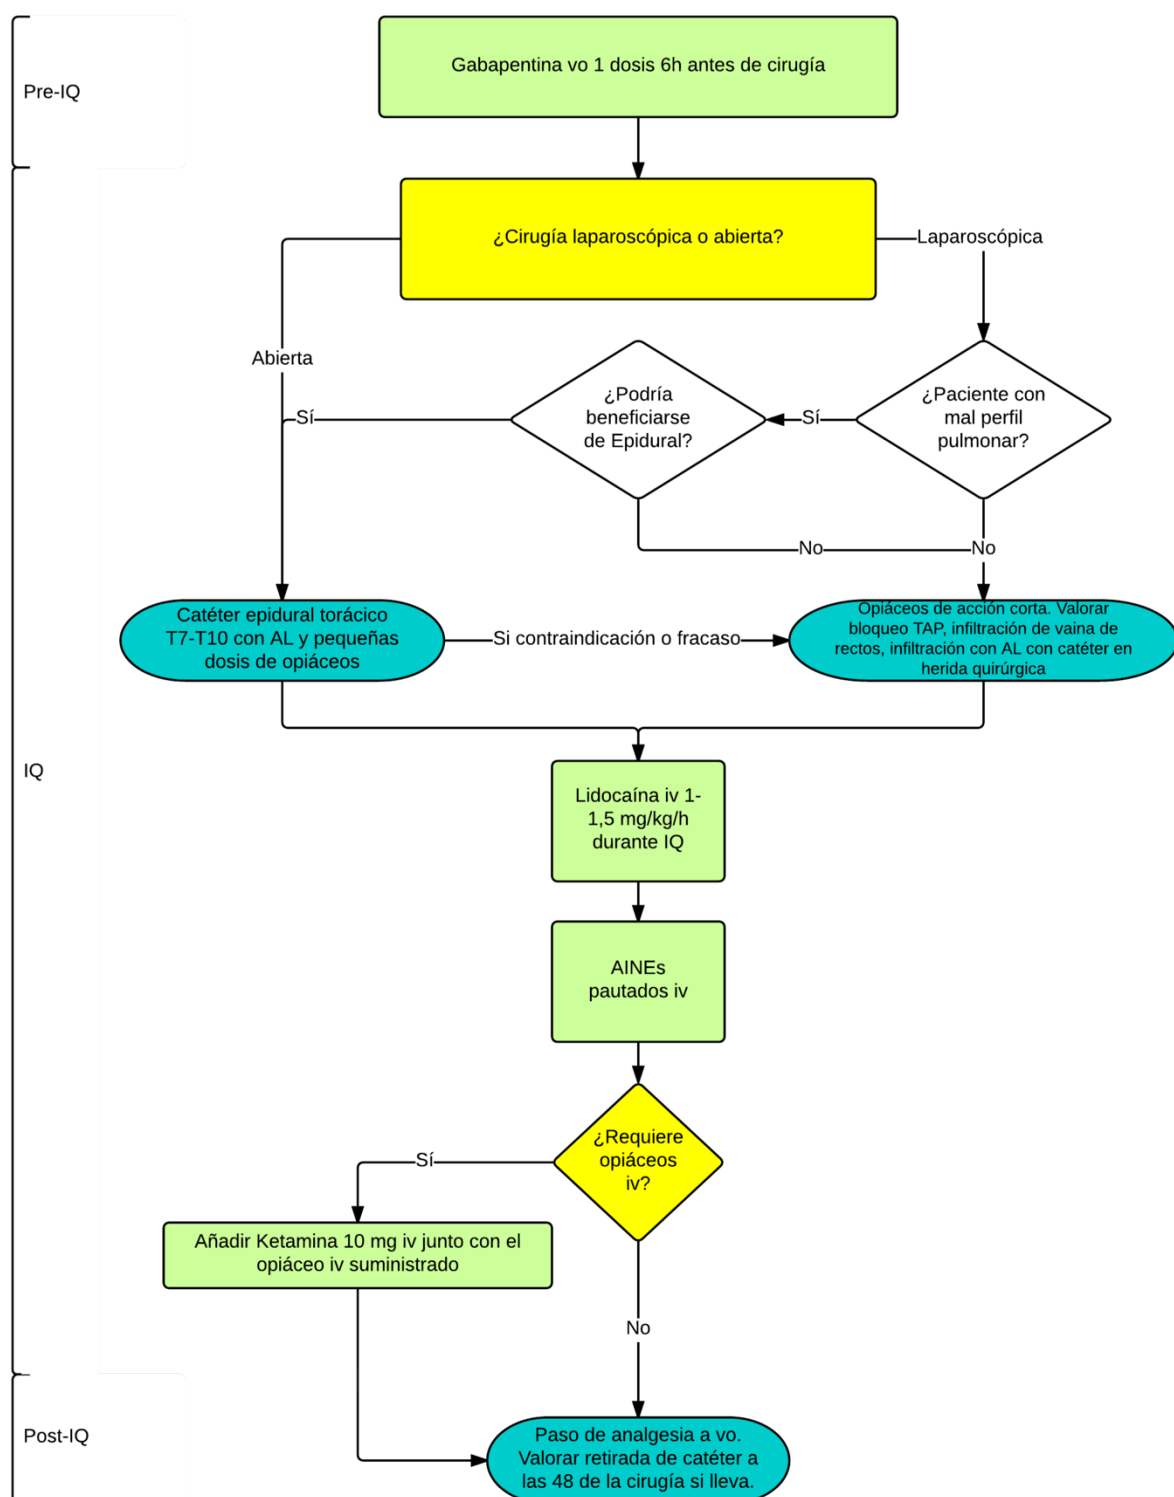 Pre-IQ
Gabapentina vo 1 dosis 6h antes de cirugía
¿Cirugía laparoscópica o abierta?
Laparoscópica
Abierta
¿Podría
beneficiarse
de Epidural?
Sí
Sí
¿Paciente con
mal perfil
pulmonar?
No
No
Catéter epidural torácico
T7-T10 con AL y pequeñas
dosis de opiáceos
Si contraindicación o fracaso
Opiáceos de acción corta. Valorar
bloqueo TAP, infiltración de vaina de
rectos, infiltración con AL con catéter en
herida quirúrgica
IQ
Lidocaína iv 1-
1,5 mg/kg/h
durante IQ
AINEs
pautados iv
¿Requiere
opiáceos
iv?
Sí
Añadir Ketamina 10 mg iv junto con el
opiáceo iv suministrado
No
Post-IQ
Paso de analgesia a vo.
Valorar retirada de catéter a
las 48 de la cirugía si lleva.